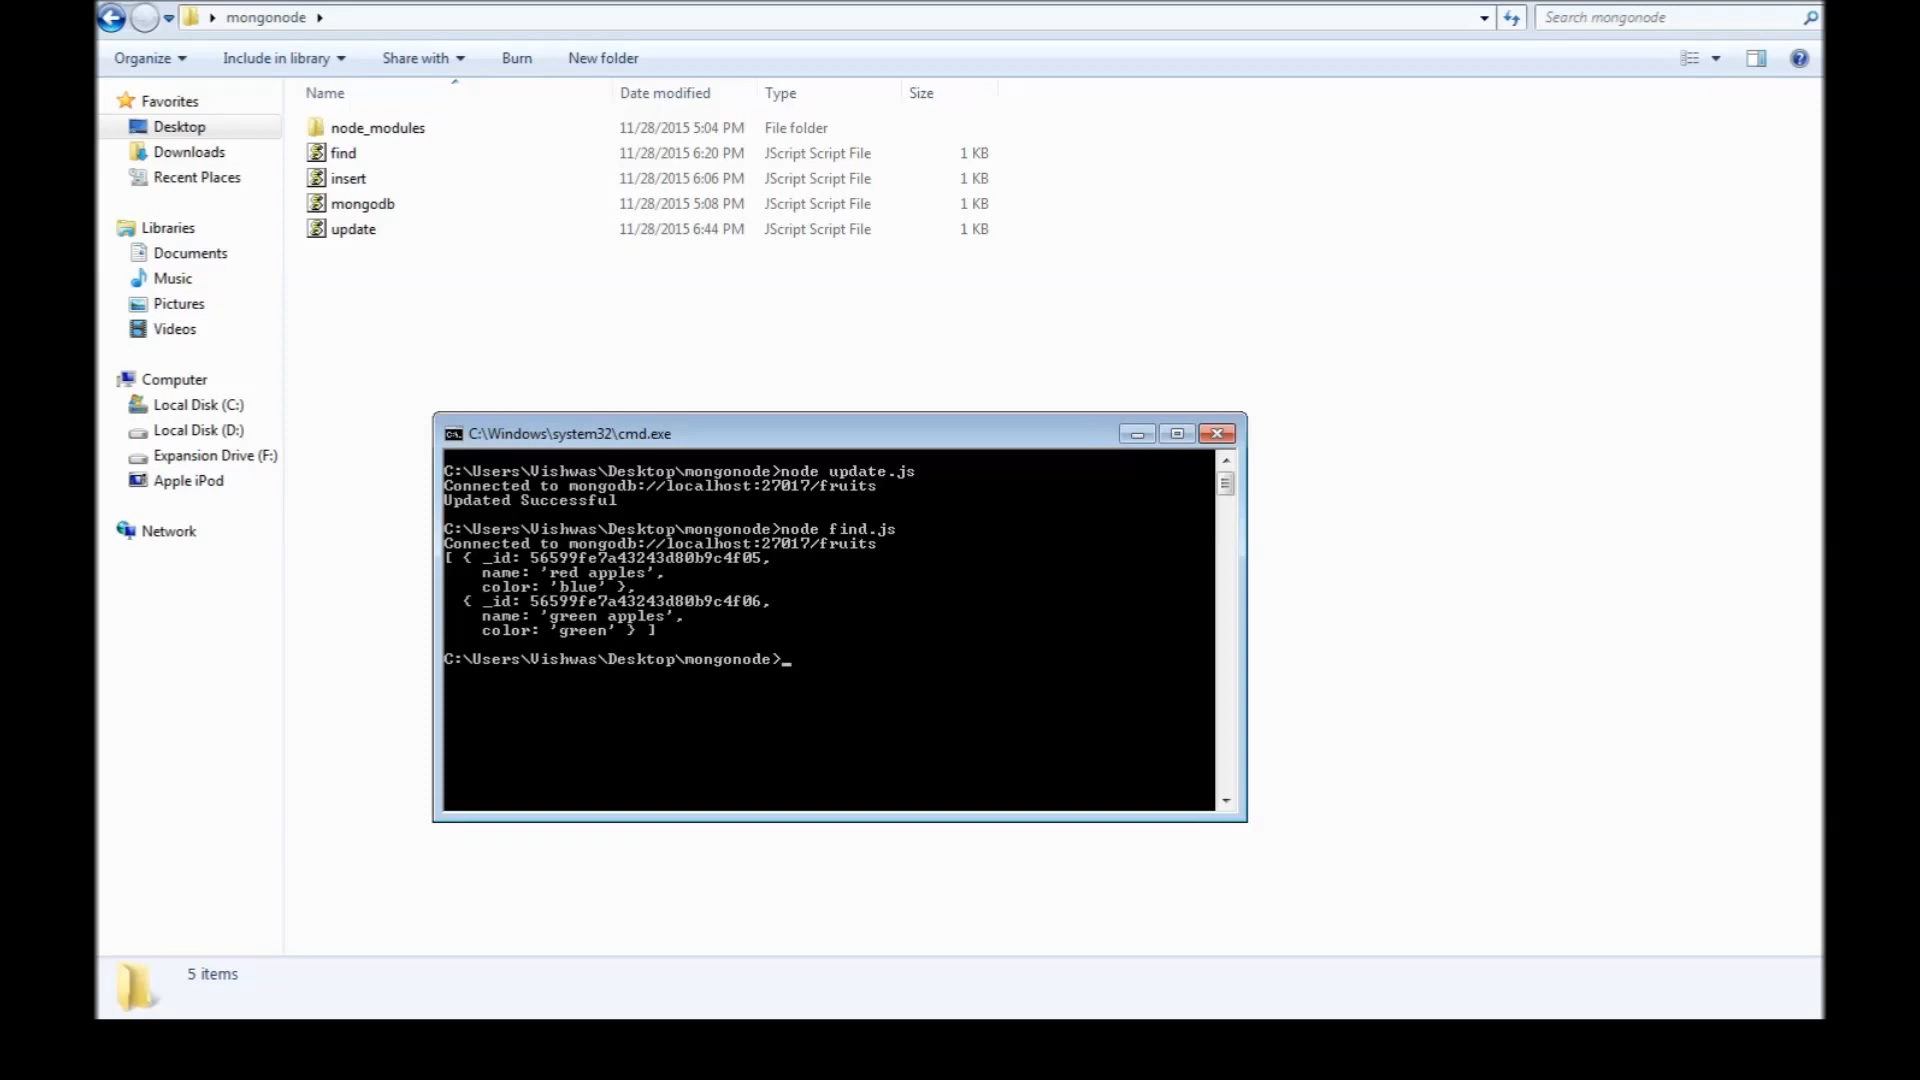 mongonode
Search mongonode
Organize
Include in library
Share with
Burn
New folder
Favorites
Desktop
Downloads
Recent Places
Libraries
Documents
Music
Pictures
Videos
Computer
Local Disk (C:)
Local Disk (D:)
Expansion Drive (F:)
Apple iPod
Network
Name Date modified Type Size
node_modules 11/28/2015 5:04 PM File folder
find 11/28/2015 6:20 PM JScript Script File 1 KB
insert 11/28/2015 6:06 PM JScript Script File 1 KB
mongodb 11/28/2015 5:08 PM JScript Script File 1 KB
update 11/28/2015 6:44 PM JScript Script File 1 KB
C:\Windows\system32\cmd.exe
C:\Users\Vishwas\Desktop\mongonode>node update.js
Connected to mongodb://localhost:27017/fruits
Updated Successful
C:\Users\Vishwas\Desktop\mongonode>node find.js
Connected to mongodb://localhost:27017/fruits
[ { _id: 56599fe7a43243d80b9c4f05,
name: 'red apples',
color: 'blue' },
{ _id: 56599fe7a43243d80b9c4f06,
name: 'green apples',
color: 'green' } ]
C:\Users\Vishwas\Desktop\mongonode>_
5 items